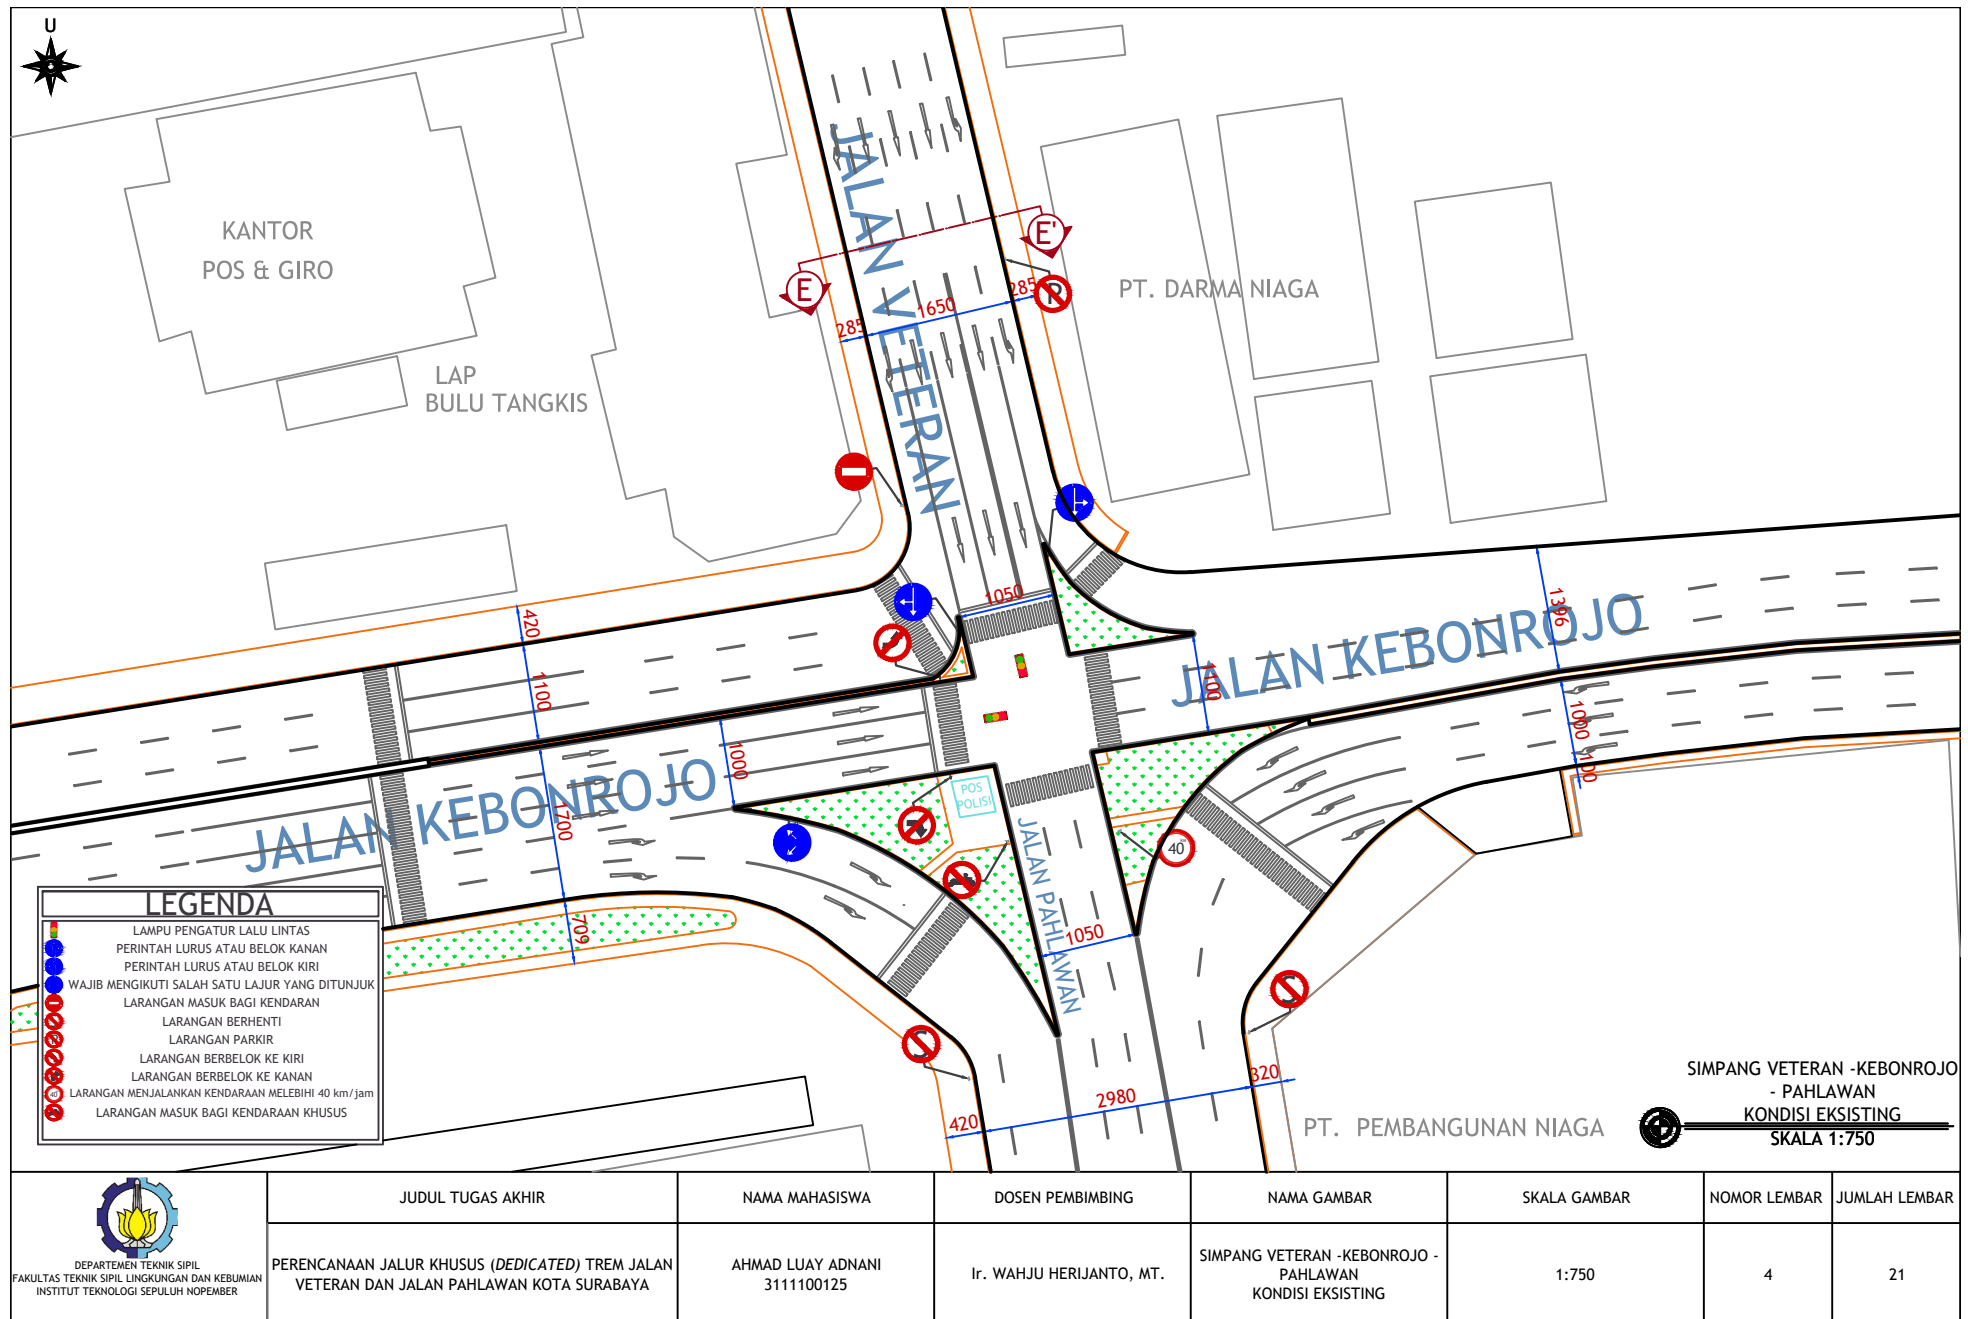 U
KANTOR
POS & GIRO
LAP
BULU TANGKIS
JALAN VETERAN
E
E'
285
1650
285
P
PT. DARMA NIAGA
1050
420
1100
1396
JALAN KEBONROJO
1100
1000
100
1000
1700
JALAN KEBONROJO
POS
POLISI
JALAN PAHLAWAN
40
1050
709
S
S
2980
420
320
PT. PEMBANGUNAN NIAGA
LEGENDA
LAMPU PENGATUR LALU LINTAS
PERINTAH LURUS ATAU BELOK KANAN
PERINTAH LURUS ATAU BELOK KIRI
WAJIB MENGIKUTI SALAH SATU LAJUR YANG DITUNJUK
LARANGAN MASUK BAGI KENDARAN
LARANGAN BERHENTI
LARANGAN PARKIR
LARANGAN BERBELOK KE KIRI
LARANGAN BERBELOK KE KANAN
40 LARANGAN MENJALANKAN KENDARAAN MELEBIHI 40 km/jam
LARANGAN MASUK BAGI KENDARAAN KHUSUS
SIMPANG VETERAN -KEBONROJO
- PAHLAWAN
KONDISI EKSISTING
SKALA 1:750
DEPARTEMEN TEKNIK SIPIL
FAKULTAS TEKNIK SIPIL LINGKUNGAN DAN KEBUMIAN
INSTITUT TEKNOLOGI SEPULUH NOPEMBER
JUDUL TUGAS AKHIR
PERENCANAAN JALUR KHUSUS (DEDICATED) TREM JALAN
VETERAN DAN JALAN PAHLAWAN KOTA SURABAYA
NAMA MAHASISWA
AHMAD LUAY ADNANI
3111100125
DOSEN PEMBIMBING
Ir. WAHJU HERIJANTO, MT.
NAMA GAMBAR
SIMPANG VETERAN -KEBONROJO -
PAHLAWAN
KONDISI EKSISTING
SKALA GAMBAR
1:750
NOMOR LEMBAR
4
JUMLAH LEMBAR
21